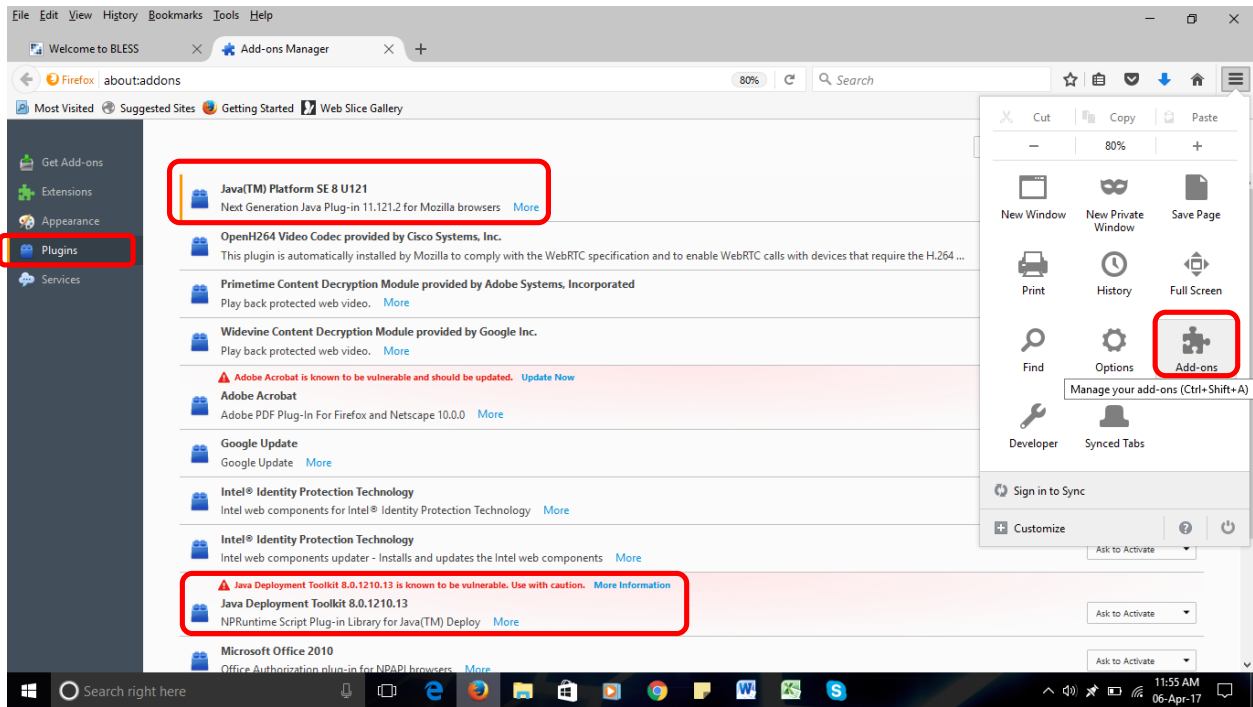 File Edit View History Bookmarks Tools Help
Welcome to BLESS
Add-ons Manager
Firefox about:addons
80%
Search
Most Visited Suggested Sites Getting Started Web Slice Gallery
Get Add-ons
Extensions
Appearance
Plugins
Services
Java(TM) Platform SE 8 U121
Next Generation Java Plug-in 11.121.2 for Mozilla browsers More
OpenH264 Video Codec provided by Cisco Systems, Inc.
This plugin is automatically installed by Mozilla to comply with the WebRTC specification and to enable WebRTC calls with devices that require the H.264 ...
Primetime Content Decryption Module provided by Adobe Systems, Incorporated
Play back protected web video. More
Widevine Content Decryption Module provided by Google Inc.
Play back protected web video. More
Adobe Acrobat is known to be vulnerable and should be updated. Update Now
Adobe Acrobat
Adobe PDF Plug-In For Firefox and Netscape 10.0.0 More
Google Update
Google Update More
Intel® Identity Protection Technology
Intel web components for Intel® Identity Protection Technology More
Intel® Identity Protection Technology
Intel web components updater - Installs and updates the Intel web components More
Ask to Activate
Java Deployment Toolkit 8.0.1210.13 is known to be vulnerable. Use with caution. More Information
Java Deployment Toolkit 8.0.1210.13
NPRuntime Script Plug-in Library for Java(TM) Deploy More
Ask to Activate
Microsoft Office 2010
Office Authorization plug-in for NPAPI browsers More
Ask to Activate
Cut Copy Paste
80%
New Window
New Private Window
Save Page
Print
History
Full Screen
Find
Options
Add-ons
Manage your add-ons (Ctrl+Shift+A)
Developer
Synced Tabs
Sign in to Sync
Customize
Search right here
11:55 AM
06-Apr-17